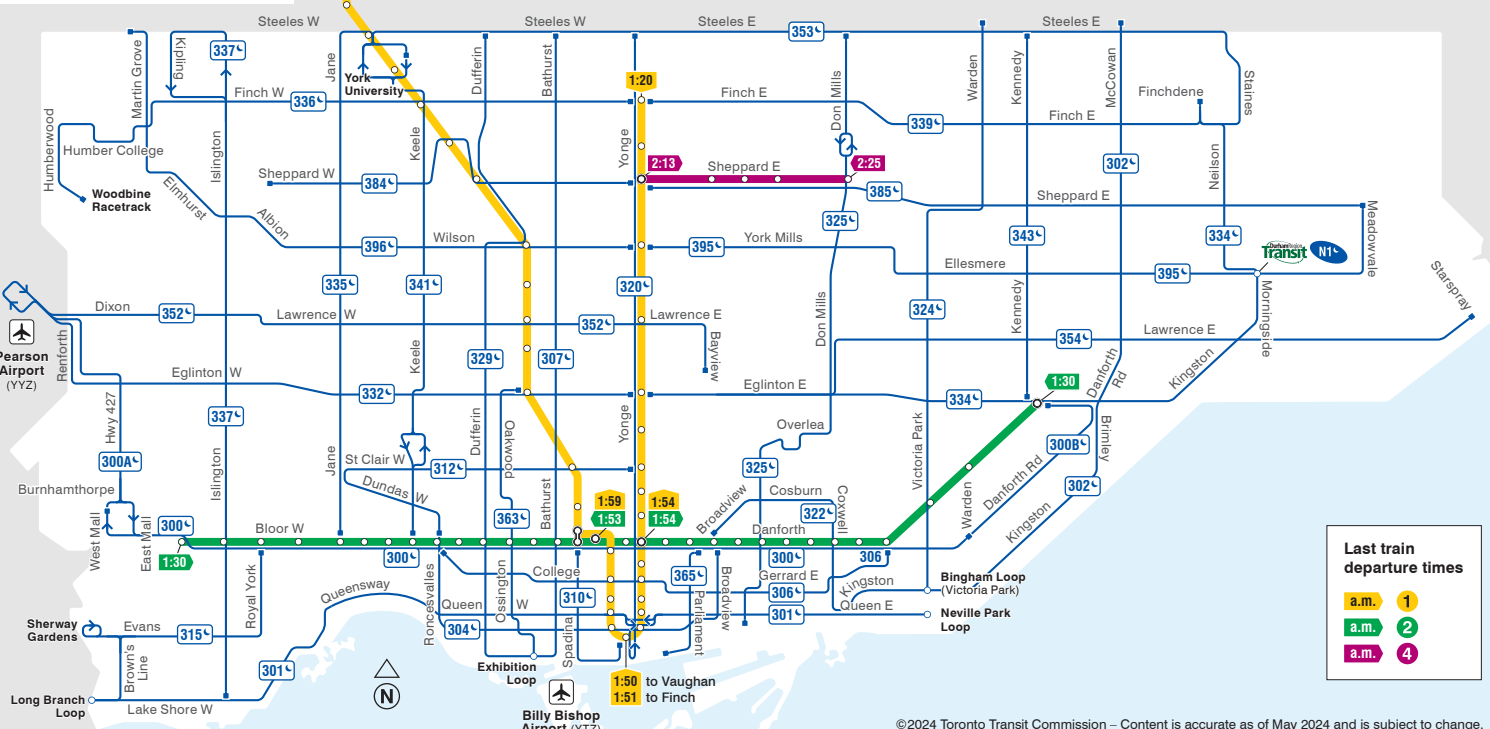 Steeles W
Steeles W
Steeles E
353
Steeles E
Martin Grove
Kipling
337
Jane
York
University
Dufferin
Bathurst
1:20
Don Mills
Warden
Kennedy
McCowan
Finchdene
Staines
Finch W
336
Finch E
339
Finch E
Humberwood
Humber College
Islington
Keele
Yonge
2:13
Sheppard E
2:25
302
Neilson
Sheppard W
384
385
Sheppard E
Woodbine
Racetrack
Elmhurst
Albion
396
Wilson
395
York Mills
325
343
334
DurhamRegion
Transit
N1
Meadowvale
Ellesmere
395
Starspray
335
341
320
Kennedy
Morningside
Dixon
352
Lawrence W
352
Lawrence E
324
354
Lawrence E
Pearson
Airport
(YYZ)
Renforth
Keele
329
307
Bayview
Don Mills
Danforth
Rd
Kingston
Eglinton W
332
Eglinton E
334
1:30
Hwy 427
337
Jane
Dufferin
Oakwood
Yonge
Overlea
Victoria Park
Brimley
300A
Islington
St Clair W
312
325
300B
Burnhamthorpe
Dundas W
Bathurst
1:59
1:53
1:54
1:54
Broadview
Cosburn
Coxwell
322
Warden
Danforth Rd
302
Kingston
West Mall
East Mall
300
1:30
Bloor W
363
Danforth
300
300
306
Last train
departure times
a.m. 1
a.m. 2
a.m. 4
Royal York
Roncesvalles
College
Ossington
310
365
Gerrard E
306
Kingston
Bingham Loop
(Victoria Park)
Queensway
Queen W
301
Queen E
Neville Park
Loop
Sherway
Gardens
Evans
315
304
Spadina
Parliament
Broadview
Brown's
Line
301
Exhibition
Loop
1:50 to Vaughan
1:51 to Finch
N
Long Branch
Loop
Lake Shore W
Billy Bishop
Airport (YTZ)
©2024 Toronto Transit Commission – Content is accurate as of May 2024 and is subject to change.